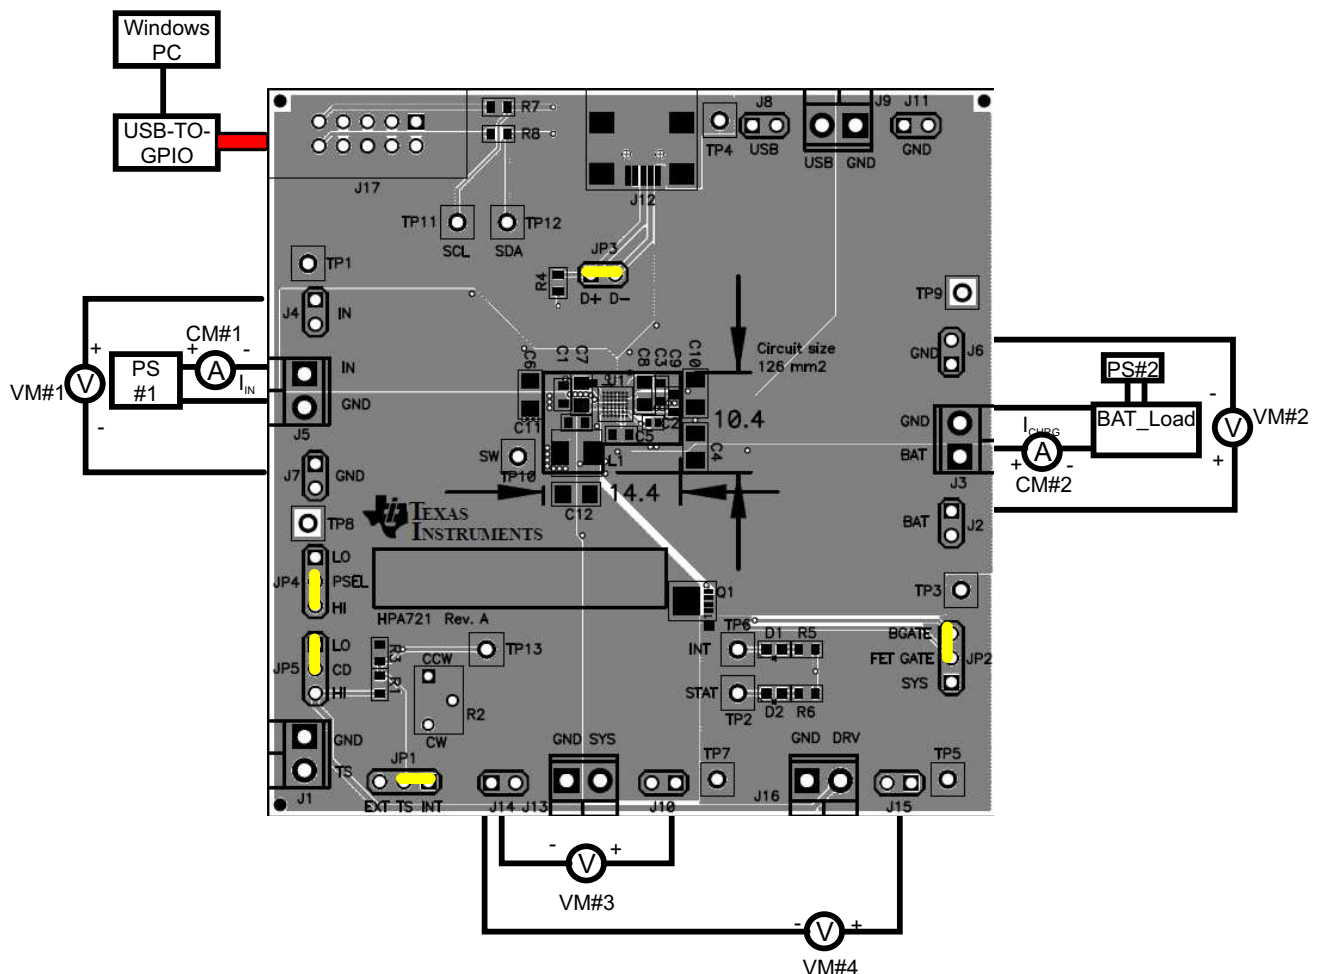 Windows
PC
USB-TO-
GPIO
J17
R7
R8
J12
TP4
J8
USB
J9
USB GND
J11
GND
TP11
SCL
TP12
SDA
JP3
R4
D+ D-
TP1
J4
IN
TP9
GND
J6
VM#1
V
+
-
PS
#1
CM#1
+
-
A
IIN
IN
GND
J5
C6
C1
C7
U1
C8
C3
C9
C10
Circuit size
126 mm2
10.4
C11
C2
C5
C4
L1
SW
TP10
14.4
C12
GND
BAT
J3
PS#2
BAT_Load
ICHRG
A
+
-
CM#2
-
V
+
VM#2
J7
GND
TP8
TEXAS
INSTRUMENTS
BAT
J2
LO
JP4
PSEL
HI
HPA721 Rev. A
Q1
TP3
LO
JP5
CD
HI
R3
R1
CCW
R2
CW
TP13
TP6
INT
D1
R5
STAT
TP2
D2
R6
BGATE
FET GATE
JP2
SYS
GND
TS
J1
JP1
EXT TS INT
J14
J13
GND SYS
J10
TP7
GND DRV
J16
J15
TP5
-
V
+
VM#3
-
V
+
VM#4